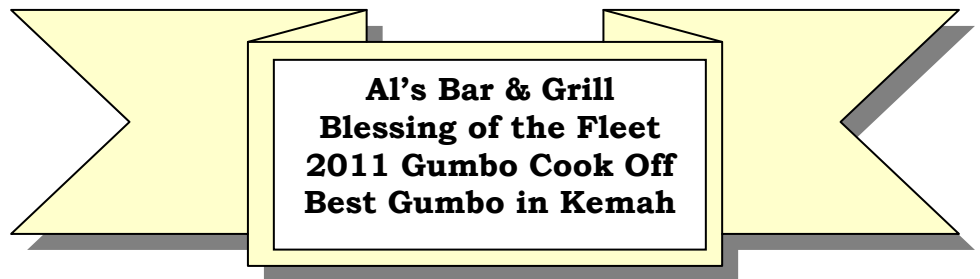 Al’s Bar & Grill
Blessing of the Fleet
2011 Gumbo Cook Off
Best Gumbo in Kemah